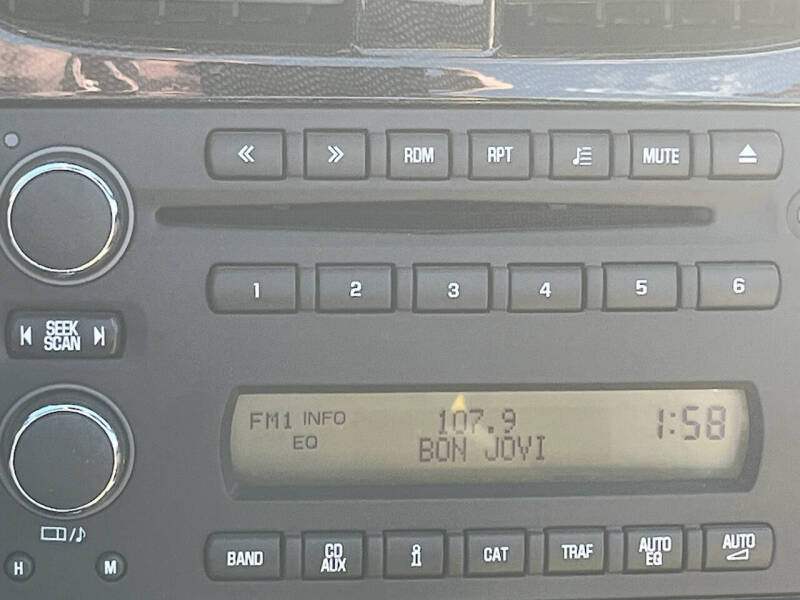 RDM RPT MUTE
1 2 3 4 5 6
SEEK
SCAN
FM1 INFO 107.9 1:58
EQ BON JOVI
BAND CD AUX i CAT TRAF AUTO EQ AUTO
H M